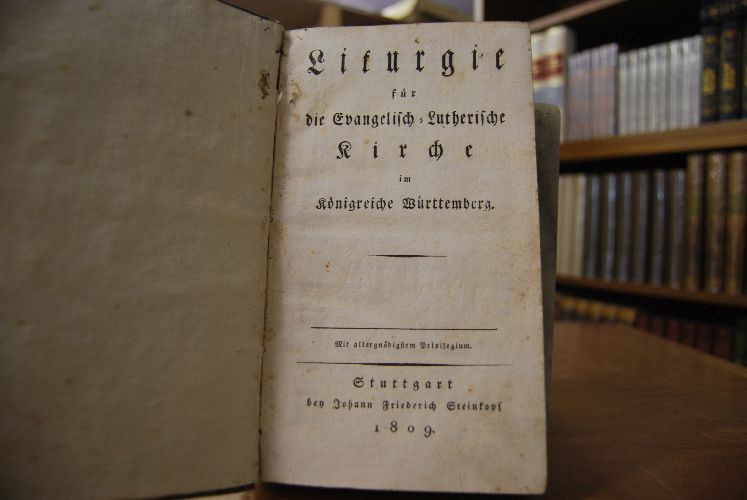 Liturgie
für
die Evangelisch-Lutherische
Kirche
im
Königreiche Württemberg.
Mit allergnädigstem Privilegium.
Stuttgart
bey Johann Friederich Steinkopf
1809.